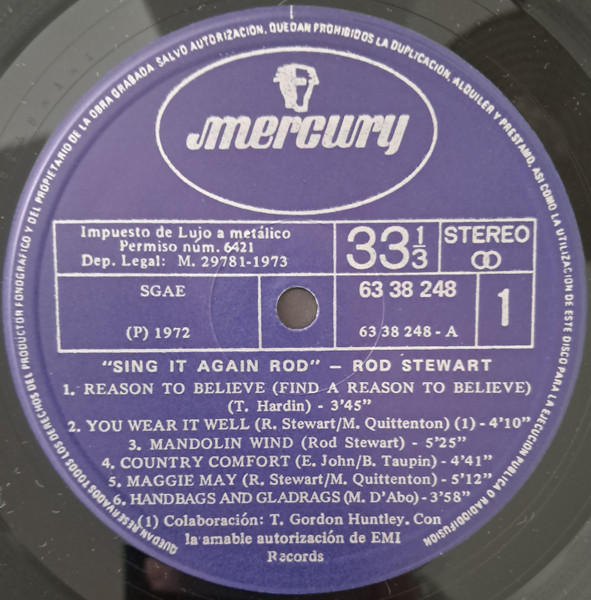 QUEDAN RESERVADOS TODOS LOS DERECHOS DEL PRODUCTOR FONOGRAFICO Y DEL PROPIETARIO DE LA OBRA GRABADA SALVO AUTORIZACION, QUEDAN PROHIBIDOS LA DUPLICACION, ALQUILER Y PRESTAMO, ASI COMO LA UTILIZACION DE ESTE DISCO PARA LA EJECUCION PUBLICA O RADIODIFUSION
mercury
Impuesto de Lujo a metálico
Permiso núm. 6421
Dep. Legal: M. 29781-1973
33 1/3
STEREO
SGAE
(P) 1972
63 38 248
63 38 248 - A
1
"SING IT AGAIN ROD" — ROD STEWART
1. REASON TO BELIEVE (FIND A REASON TO BELIEVE)
(T. Hardin) - 3'45"
2. YOU WEAR IT WELL (R. Stewart/M. Quittenton) (1) - 4'10"
3. MANDOLIN WIND (Rod Stewart) - 5'25"
4. COUNTRY COMFORT (E. John/B. Taupin) - 4'41"
5. MAGGIE MAY (R. Stewart/M. Quittenton) - 5'12"
6. HANDBAGS AND GLADRAGS (M. D'Abo) - 3'58"
(1) Colaboración: T. Gordon Huntley. Con
la amable autorización de EMI
Records